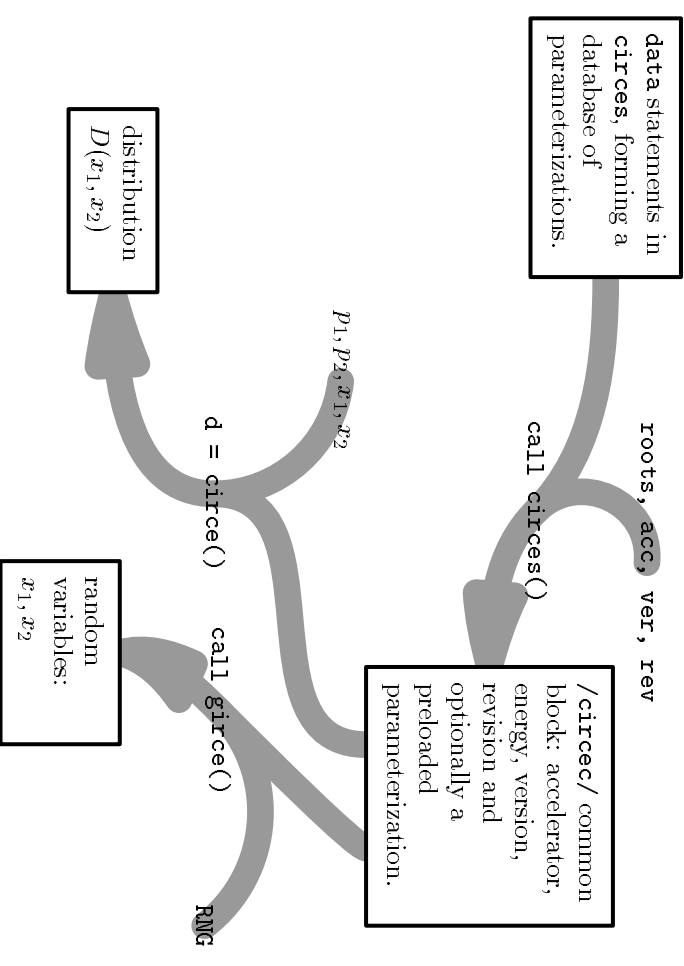 data statements in
circes, forming a
database of
parameterizations.
roots, acc, ver, rev
call circes()
/circec/ common
block: accelerator,
energy, version,
revision and
optionally a
preloaded
parameterization.
p₁, p₂, x₁, x₂
d = circe()
call girce()
RNG
distribution
D(x₁, x₂)
random
variables:
x₁, x₂